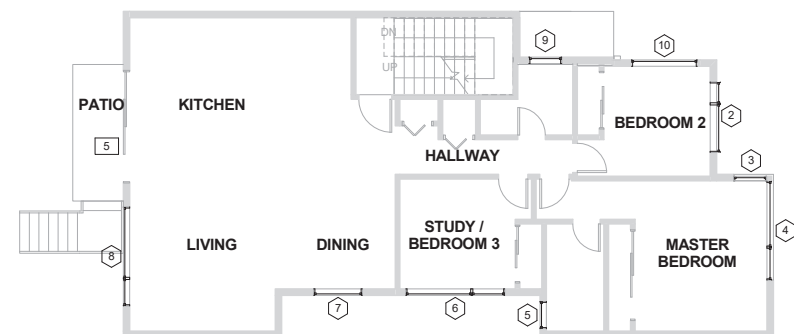 9
10
DN
UP
PATIO
KITCHEN
BEDROOM 2
2
5
HALLWAY
3
STUDY /
BEDROOM 3
LIVING
DINING
MASTER
BEDROOM
4
8
7
6
5